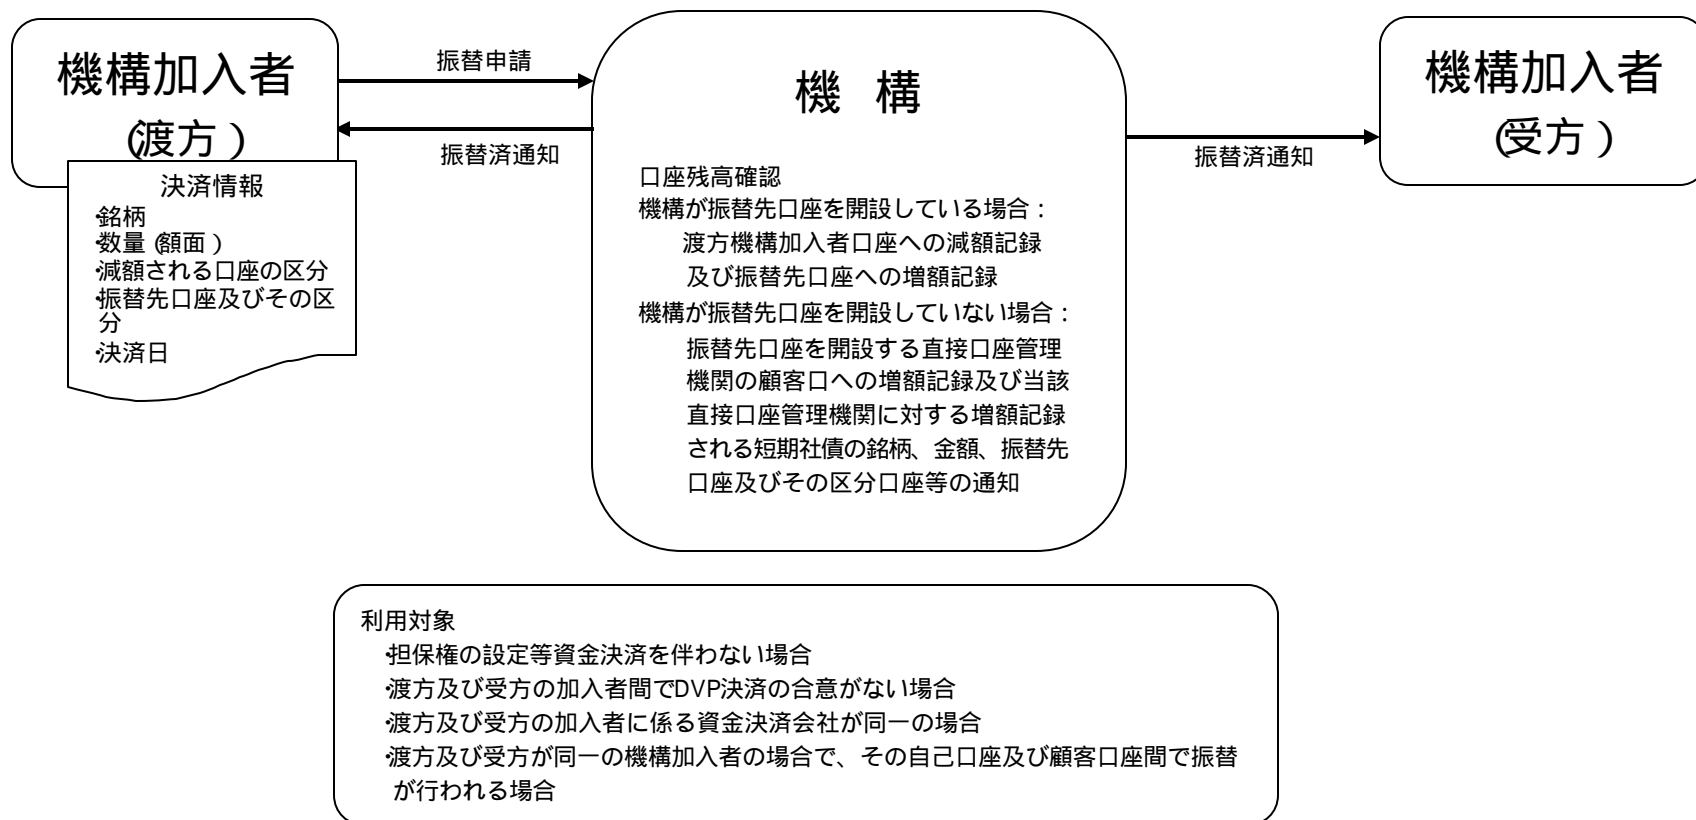 機構加入者
(渡方)
振替申請
振替済通知
決済情報
・銘柄
・数量(額面)
・減額される口座の区分
・振替先口座及びその区
分
・決済日
機 構
口座残高確認
機構が振替先口座を開設している場合:
渡方機構加入者口座への減額記録
及び振替先口座への増額記録
機構が振替先口座を開設していない場合:
振替先口座を開設する直接口座管理
機関の顧客口への増額記録及び当該
直接口座管理機関に対する増額記録
される短期社債の銘柄、金額、振替先
口座及びその区分口座等の通知
振替済通知
機構加入者
(受方)
利用対象
・担保権の設定等資金決済を伴わない場合
・渡方及び受方の加入者間でDVP決済の合意がない場合
・渡方及び受方の加入者に係る資金決済会社が同一の場合
・渡方及び受方が同一の機構加入者の場合で、その自己口座及び顧客口座間で振替
が行われる場合